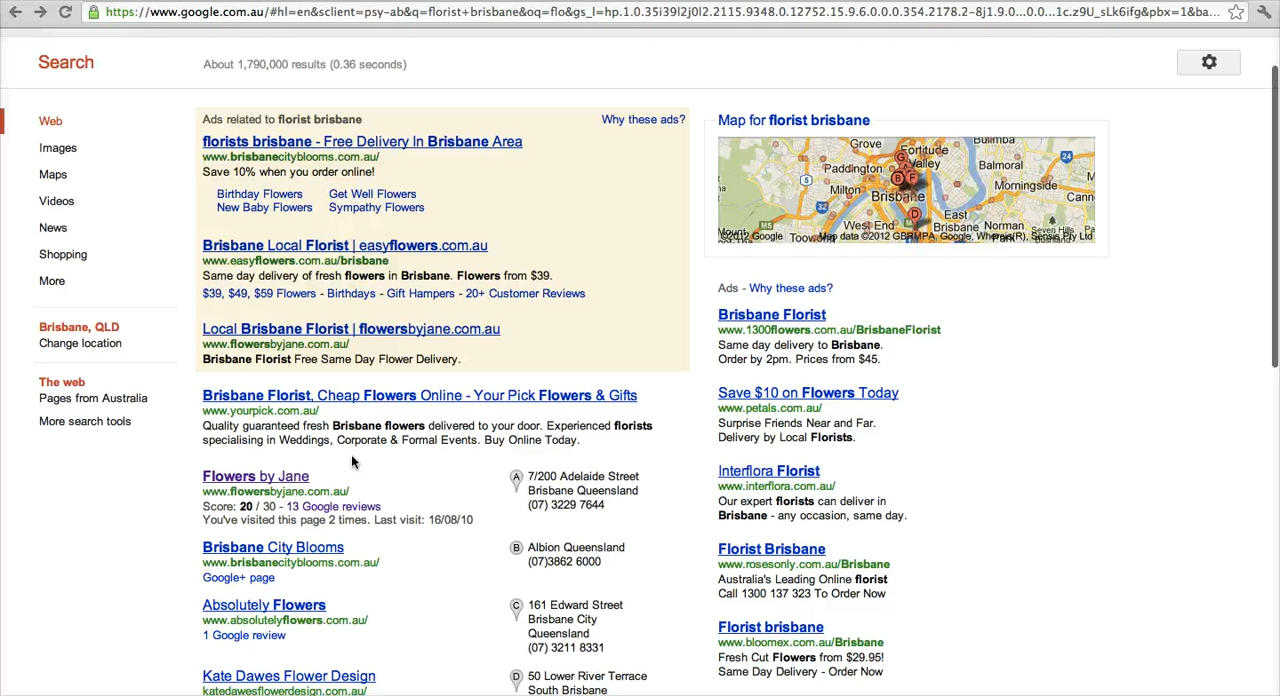 https://www.google.com.au/#hl=en&sclient=psy-ab&q=florist+brisbane&oq=flo&gs_l=hp.1.0.35i39l2j0l2.2115.9348.0.12752.15.9.6.0.0.0.354.2178.2-8j1.9.0...0.0...1c.z9U_sLk6ifg&pbx=1&ba...
Search
About 1,790,000 results (0.36 seconds)
Web
Images
Maps
Videos
News
Shopping
More
Brisbane, QLD
Change location
The web
Pages from Australia
More search tools
Ads related to florist brisbane
Why these ads?
florists brisbane - Free Delivery In Brisbane Area
www.brisbanecityblooms.com.au/
Save 10% when you order online!
Birthday Flowers Get Well Flowers
New Baby Flowers Sympathy Flowers
Brisbane Local Florist | easyflowers.com.au
www.easyflowers.com.au/brisbane
Same day delivery of fresh flowers in Brisbane. Flowers from $39.
$39, $49, $59 Flowers - Birthdays - Gift Hampers - 20+ Customer Reviews
Local Brisbane Florist | flowersbyjane.com.au
www.flowersbyjane.com.au/
Brisbane Florist Free Same Day Flower Delivery.
Brisbane Florist, Cheap Flowers Online - Your Pick Flowers & Gifts
www.yourpick.com.au/
Quality guaranteed fresh Brisbane flowers delivered to your door. Experienced florists
specialising in Weddings, Corporate & Formal Events. Buy Online Today.
Flowers by Jane
www.flowersbyjane.com.au/
Score: 20 / 30 - 13 Google reviews
You've visited this page 2 times. Last visit: 16/08/10
A
7/200 Adelaide Street
Brisbane Queensland
(07) 3229 7644
Brisbane City Blooms
www.brisbanecityblooms.com.au/
Google+ page
B
Albion Queensland
(07)3862 6000
Absolutely Flowers
www.absolutelyflowers.com.au/
1 Google review
C
161 Edward Street
Brisbane City
Queensland
(07) 3211 8331
Kate Dawes Flower Design
katedawesflowerdesign.com.au/
D
50 Lower River Terrace
South Brisbane
Map for florist brisbane
Grove
Fortitude
Valley
Bulimba
Paddington
Balmoral
Milton
Morningside
Brisbane
Cann
West End
East
Brisbane
Norman
Park
Seven Hills
Toow
24
5
32
M5
G
A
B
F
D
©2012 Google
Map data ©2012 GBRMPA, Google, Whereis(R), Sensis Pty Ltd
Ads - Why these ads?
Brisbane Florist
www.1300flowers.com.au/BrisbaneFlorist
Same day delivery to Brisbane.
Order by 2pm. Prices from $45.
Save $10 on Flowers Today
www.petals.com.au/
Surprise Friends Near and Far.
Delivery by Local Florists.
Interflora Florist
www.interflora.com.au/
Our expert florists can deliver in
Brisbane - any occasion, same day.
Florist Brisbane
www.rosesonly.com.au/Brisbane
Australia's Leading Online florist
Call 1300 137 323 To Order Now
Florist brisbane
www.bloomex.com.au/Brisbane
Fresh Cut Flowers from $29.95!
Same Day Delivery - Order Now